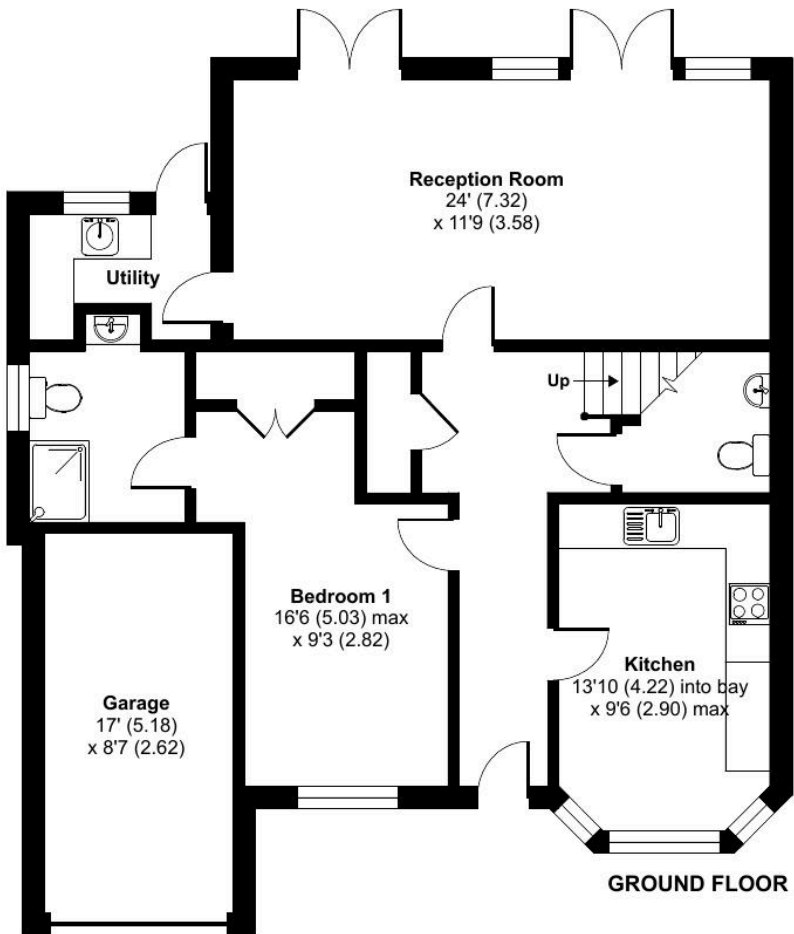 Reception Room
24' (7.32)
x 11'9 (3.58)
Utility
Up
Bedroom 1
16'6 (5.03) max
x 9'3 (2.82)
Kitchen
13'10 (4.22) into bay
x 9'6 (2.90) max
Garage
17' (5.18)
x 8'7 (2.62)
GROUND FLOOR